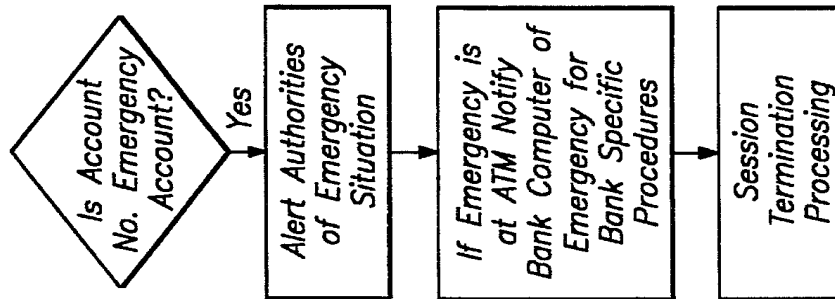 Is Account
No. Emergency
Account?
Yes
Alert Authorities
of Emergency
Situation
If Emergency is
at ATM Notify
Bank Computer of
Emergency for
Bank Specific
Procedures
Session
Termination
Processing